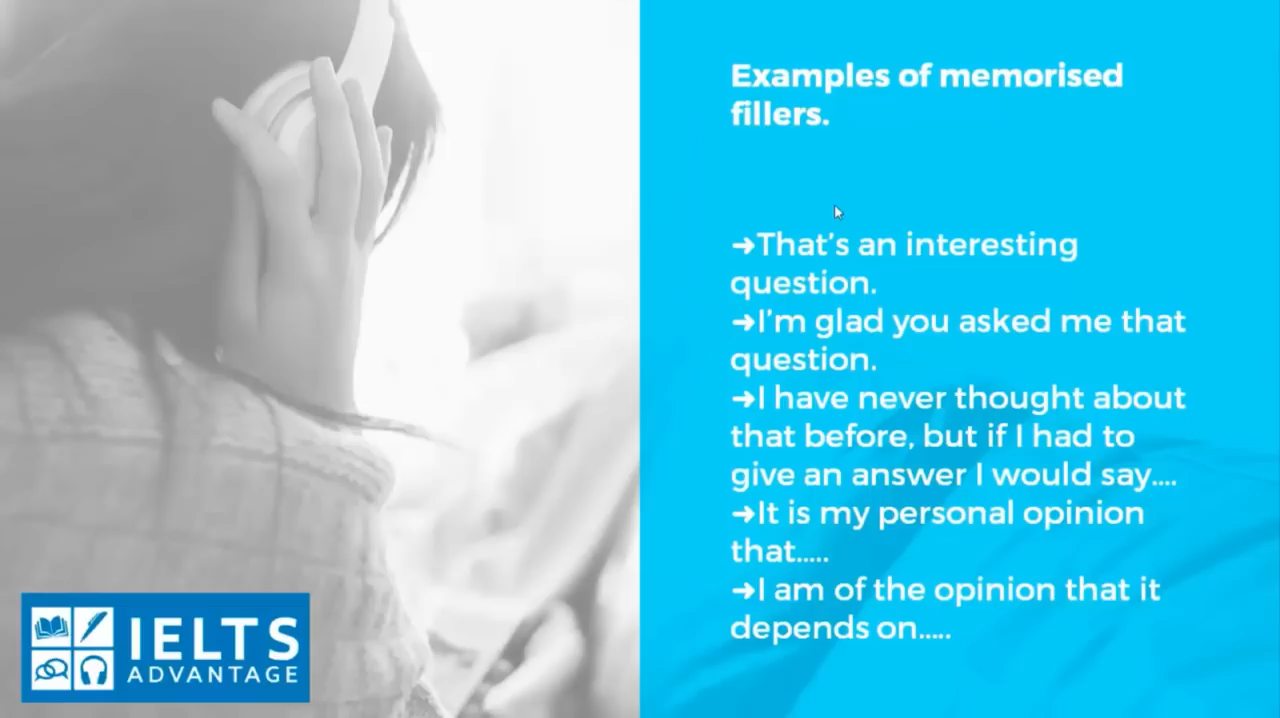 Examples of memorised
fillers.
➜That's an interesting
question.
➜I'm glad you asked me that
question.
➜I have never thought about
that before, but if I had to
give an answer I would say....
➜It is my personal opinion
that.....
➜I am of the opinion that it
depends on.....
IELTS
ADVANTAGE